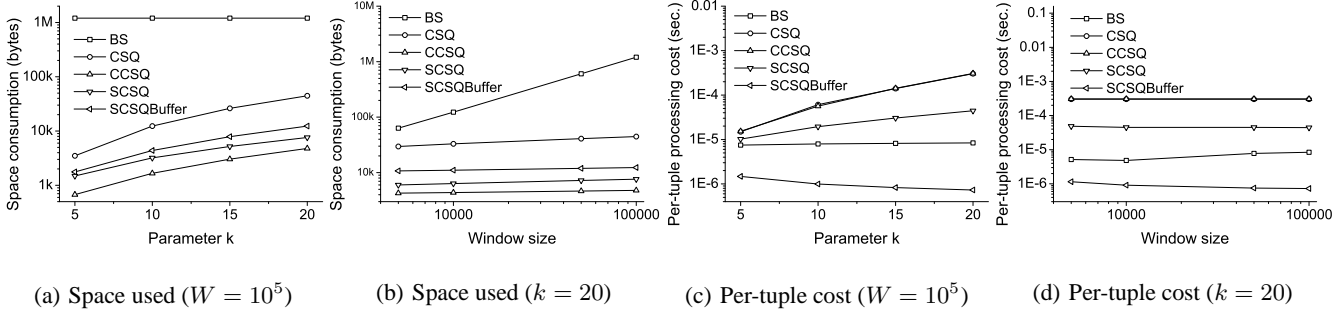 Space consumption (bytes)
1M
100k
10k
1k
BS
CSQ
CCSQ
SCSQ
SCSQBuffer
5 10 15 20
Parameter k
Space consumption (bytes)
10M
1M
100k
10k
BS
CSQ
CCSQ
SCSQ
SCSQBuffer
10000 100000
Window size
Per-tuple processing cost (sec.)
0.01
1E-3
1E-4
1E-5
1E-6
BS
CSQ
CCSQ
SCSQ
SCSQBuffer
5 10 15 20
Parameter k
Per-tuple processing cost (sec.)
0.1
0.01
1E-3
1E-4
1E-5
1E-6
BS
CSQ
CCSQ
SCSQ
SCSQBuffer
10000 100000
Window size
(a) Space used (W = 10⁵)
(b) Space used (k = 20)
(c) Per-tuple cost (W = 10⁵)
(d) Per-tuple cost (k = 20)